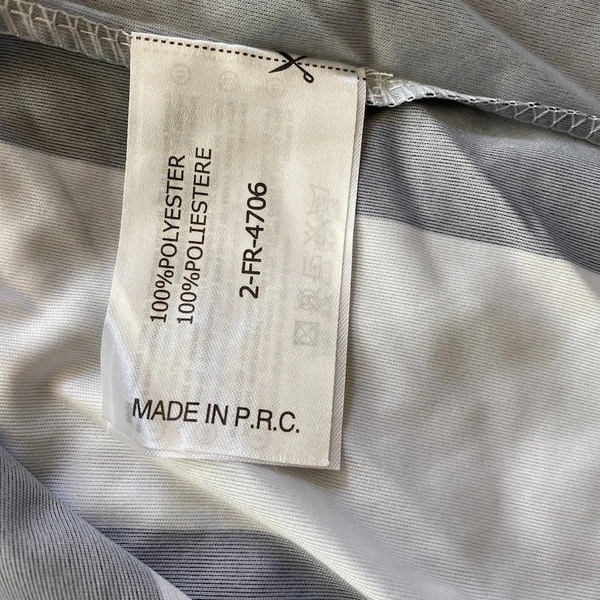 100%POLYESTER
100%POLIESTERE
2-FR-4706
MADE IN P.R.C.